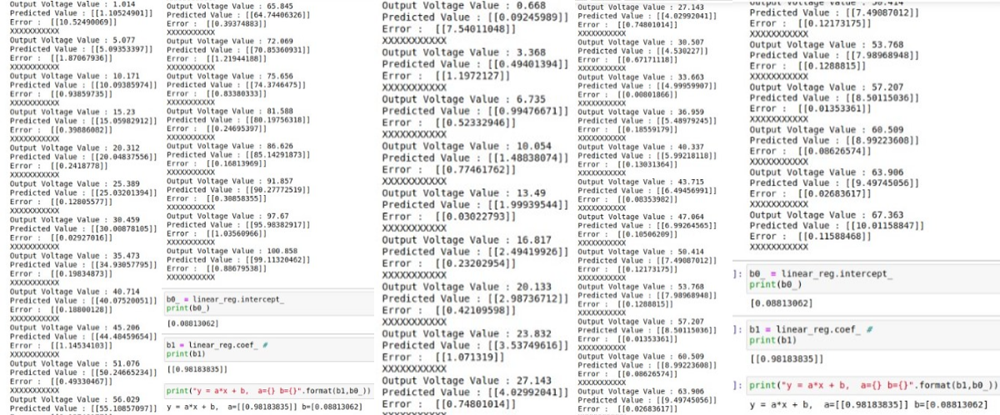 Output Voltage Value : 1.014
Predicted Value : [[1.10524901]]
Error :  [[10.52490069]]
XXXXXXXXXXX
Output Voltage Value : 5.077
Predicted Value : [[5.09353397]]
Error :  [[1.87067936]]
XXXXXXXXXXX
Output Voltage Value : 10.171
Predicted Value : [[10.09385974]]
Error :  [[0.93859735]]
XXXXXXXXXXX
Output Voltage Value : 15.23
Predicted Value : [[15.05982912]]
Error :  [[0.39886082]]
XXXXXXXXXXX
Output Voltage Value : 20.312
Predicted Value : [[20.04837556]]
Error :  [[0.2418778]]
XXXXXXXXXXX
Output Voltage Value : 25.389
Predicted Value : [[25.03201394]]
Error :  [[0.12805577]]
XXXXXXXXXXX
Output Voltage Value : 30.459
Predicted Value : [[30.00878105]]
Error :  [[0.02927016]]
XXXXXXXXXXX
Output Voltage Value : 35.473
Predicted Value : [[34.93057795]]
Error :  [[0.19834873]]
XXXXXXXXXXX
Output Voltage Value : 40.714
Predicted Value : [[40.07520051]]
Error :  [[0.18800128]]
XXXXXXXXXXX
Output Voltage Value : 45.206
Predicted Value : [[44.48459654]]
Error :  [[1.14534103]]
XXXXXXXXXXX
Output Voltage Value : 51.076
Predicted Value : [[50.24665234]]
Error :  [[0.49330467]]
XXXXXXXXXXX
Output Voltage Value : 56.029
Predicted Value : [[55.10857097]]
Output Voltage Value : 65.845
Predicted Value : [[64.74406326]]
Error :  [[0.39374883]]
XXXXXXXXXXX
Output Voltage Value : 72.069
Predicted Value : [[70.85360931]]
Error :  [[1.21944188]]
XXXXXXXXXXX
Output Voltage Value : 75.656
Predicted Value : [[74.3746475]]
Error :  [[0.83380333]]
XXXXXXXXXXX
Output Voltage Value : 81.588
Predicted Value : [[80.19756318]]
Error :  [[0.24695397]]
XXXXXXXXXXX
Output Voltage Value : 86.626
Predicted Value : [[85.14291873]]
Error :  [[0.16813969]]
XXXXXXXXXXX
Output Voltage Value : 91.857
Predicted Value : [[90.27772519]]
Error :  [[0.30858355]]
XXXXXXXXXXX
Output Voltage Value : 97.67
Predicted Value : [[95.98382917]]
Error :  [[1.03560966]]
XXXXXXXXXXX
Output Voltage Value : 100.858
Predicted Value : [[99.11320462]]
Error :  [[0.88679538]]
XXXXXXXXXXX
b0_ = linear_reg.intercept_
print(b0_)
[0.08813062]
b1 = linear_reg.coef_ #
print(b1)
[[0.98183835]]
print("y = a*x + b,  a={} b={}".format(b1,b0_))
y = a*x + b,  a=[[0.98183835]] b=[0.08813062]
Output Voltage Value : 0.668
Predicted Value : [[0.09245989]]
Error :  [[7.54011048]]
XXXXXXXXXXX
Output Voltage Value : 3.368
Predicted Value : [[0.49401394]]
Error :  [[1.1972127]]
XXXXXXXXXXX
Output Voltage Value : 6.735
Predicted Value : [[0.99476671]]
Error :  [[0.52332946]]
XXXXXXXXXXX
Output Voltage Value : 10.054
Predicted Value : [[1.48838074]]
Error :  [[0.77461762]]
XXXXXXXXXXX
Output Voltage Value : 13.49
Predicted Value : [[1.99939544]]
Error :  [[0.03022793]]
XXXXXXXXXXX
Output Voltage Value : 16.817
Predicted Value : [[2.49419926]]
Error :  [[0.23202954]]
XXXXXXXXXXX
Output Voltage Value : 20.133
Predicted Value : [[2.98736712]]
Error :  [[0.42109598]]
XXXXXXXXXXX
Output Voltage Value : 23.832
Predicted Value : [[3.53749616]]
Error :  [[1.071319]]
XXXXXXXXXXX
Output Voltage Value : 27.143
Predicted Value : [[4.02992041]]
Error :  [[0.74801014]]
XXXXXXXXXXX
Output Voltage Value : 27.143
Predicted Value : [[4.02992041]]
Error :  [[0.74801014]]
XXXXXXXXXXX
Output Voltage Value : 30.507
Predicted Value : [[4.530227]]
Error :  [[0.67171118]]
XXXXXXXXXXX
Output Voltage Value : 33.663
Predicted Value : [[4.99959907]]
Error :  [[0.00801866]]
XXXXXXXXXXX
Output Voltage Value : 36.959
Predicted Value : [[5.48979245]]
Error :  [[0.18559179]]
XXXXXXXXXXX
Output Voltage Value : 40.337
Predicted Value : [[5.99218118]]
Error :  [[0.13031364]]
XXXXXXXXXXX
Output Voltage Value : 43.715
Predicted Value : [[6.49456991]]
Error :  [[0.08353982]]
XXXXXXXXXXX
Output Voltage Value : 47.064
Predicted Value : [[6.99264565]]
Error :  [[0.10506209]]
XXXXXXXXXXX
Output Voltage Value : 50.414
Predicted Value : [[7.49087012]]
Error :  [[0.12173175]]
XXXXXXXXXXX
Output Voltage Value : 53.768
Predicted Value : [[7.98968948]]
Error :  [[0.1288815]]
XXXXXXXXXXX
Output Voltage Value : 57.207
Predicted Value : [[8.50115036]]
Error :  [[0.01353361]]
XXXXXXXXXXX
Output Voltage Value : 60.509
Predicted Value : [[8.99223608]]
Error :  [[0.08626574]]
XXXXXXXXXXX
Output Voltage Value : 63.906
Predicted Value : [[9.49745056]]
Error :  [[0.02683617]]
Predicted Value : [[7.49087012]]
Error :  [[0.12173175]]
XXXXXXXXXXX
Output Voltage Value : 53.768
Predicted Value : [[7.98968948]]
Error :  [[0.1288815]]
XXXXXXXXXXX
Output Voltage Value : 57.207
Predicted Value : [[8.50115036]]
Error :  [[0.01353361]]
XXXXXXXXXXX
Output Voltage Value : 60.509
Predicted Value : [[8.99223608]]
Error :  [[0.08626574]]
XXXXXXXXXXX
Output Voltage Value : 63.906
Predicted Value : [[9.49745056]]
Error :  [[0.02683617]]
XXXXXXXXXXX
Output Voltage Value : 67.363
Predicted Value : [[10.01158847]]
Error :  [[0.11588468]]
XXXXXXXXXXX
]: b0_ = linear_reg.intercept_
print(b0_)
[0.08813062]
]: b1 = linear_reg.coef_ #
print(b1)
[[0.98183835]]
]: print("y = a*x + b,  a={} b={}".format(b1,b0_))
y = a*x + b,  a=[[0.98183835]] b=[0.08813062]